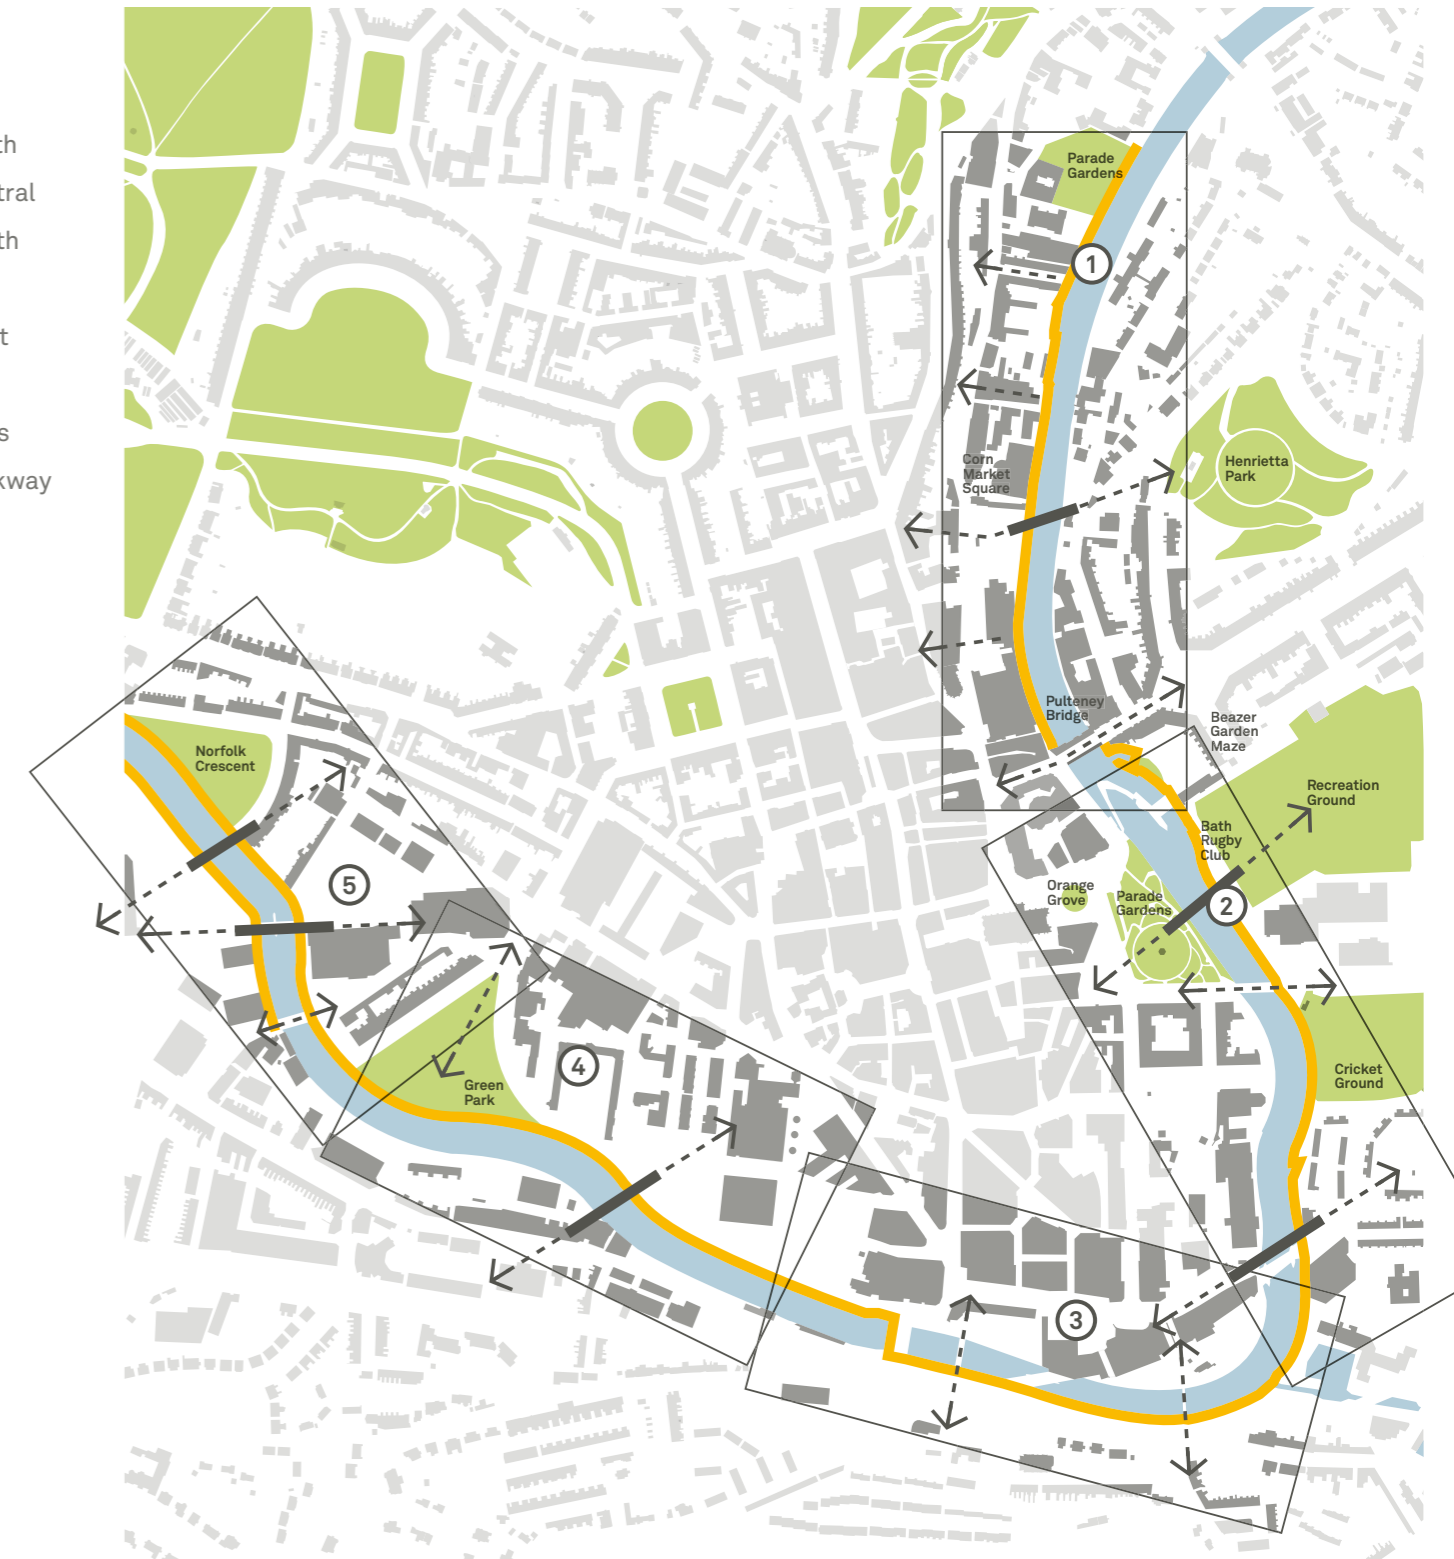 th
tral
th
t
s
kway
Parade
Gardens
1
Corn
Market
Square
Henrietta
Park
Pulteney
Bridge
Beazer
Garden
Maze
Recreation
Ground
Bath
Rugby
Club
Orange
Grove
Parade
Gardens
2
Norfolk
Crescent
5
4
Green
Park
Cricket
Ground
3